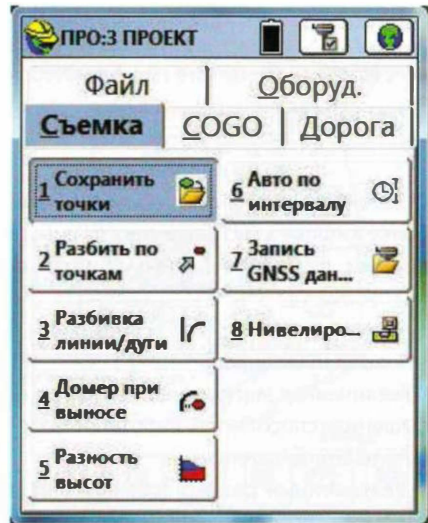 ПРО:3 ПРОЕКТ
Файл
Оборуд.
Съемка
COGO
Дорога
1 Сохранить
точки
6 Авто по
интервалу
2 Разбить по
точкам
7 Запись
GNSS дан...
3 Разбивка
линии/дуги
8 Нивелиро...
4 Домер при
выносе
5 Разность
высот